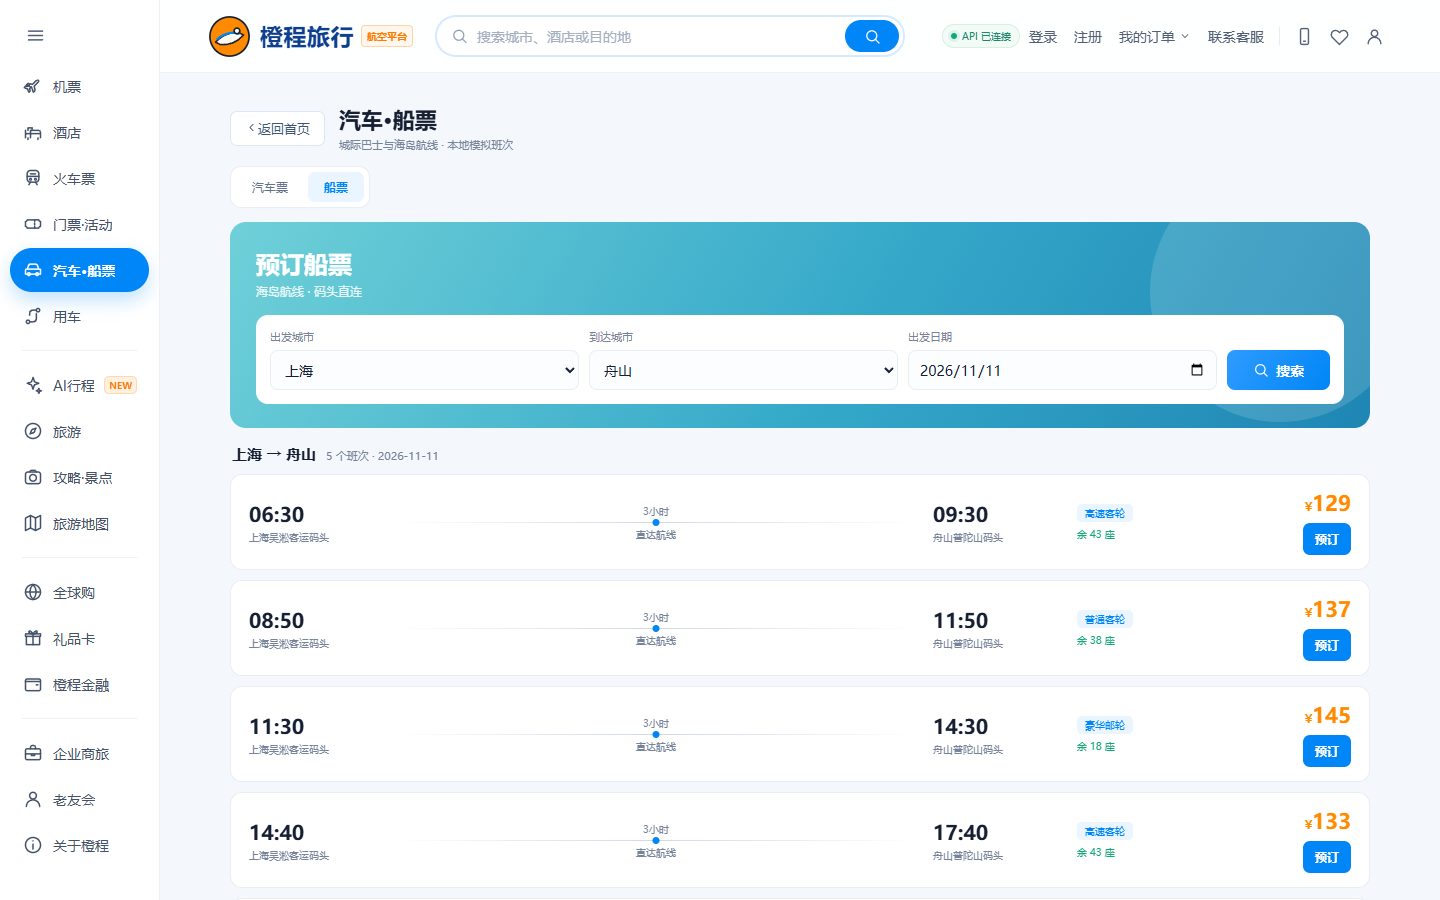 橙程旅行
航空平台
搜索城市、酒店或目的地
API 已连接
登录
注册
我的订单
联系客服
机票
酒店
火车票
门票·活动
汽车•船票
用车
AI行程
NEW
旅游
攻略·景点
旅游地图
全球购
礼品卡
橙程金融
企业商旅
老友会
关于橙程
返回首页
汽车•船票
城际巴士与海岛航线 · 本地模拟班次
汽车票
船票
预订船票
海岛航线 · 码头直连
出发城市
到达城市
出发日期
上海
舟山
2026/11/11
搜索
上海 → 舟山
5 个班次 · 2026-11-11
06:30
上海吴淞客运码头
3小时
直达航线
09:30
舟山普陀山码头
高速客轮
余 43 座
¥129
预订
08:50
上海吴淞客运码头
3小时
直达航线
11:50
舟山普陀山码头
普通客轮
余 38 座
¥137
预订
11:30
上海吴淞客运码头
3小时
直达航线
14:30
舟山普陀山码头
豪华邮轮
余 18 座
¥145
预订
14:40
上海吴淞客运码头
3小时
直达航线
17:40
舟山普陀山码头
高速客轮
余 43 座
¥133
预订